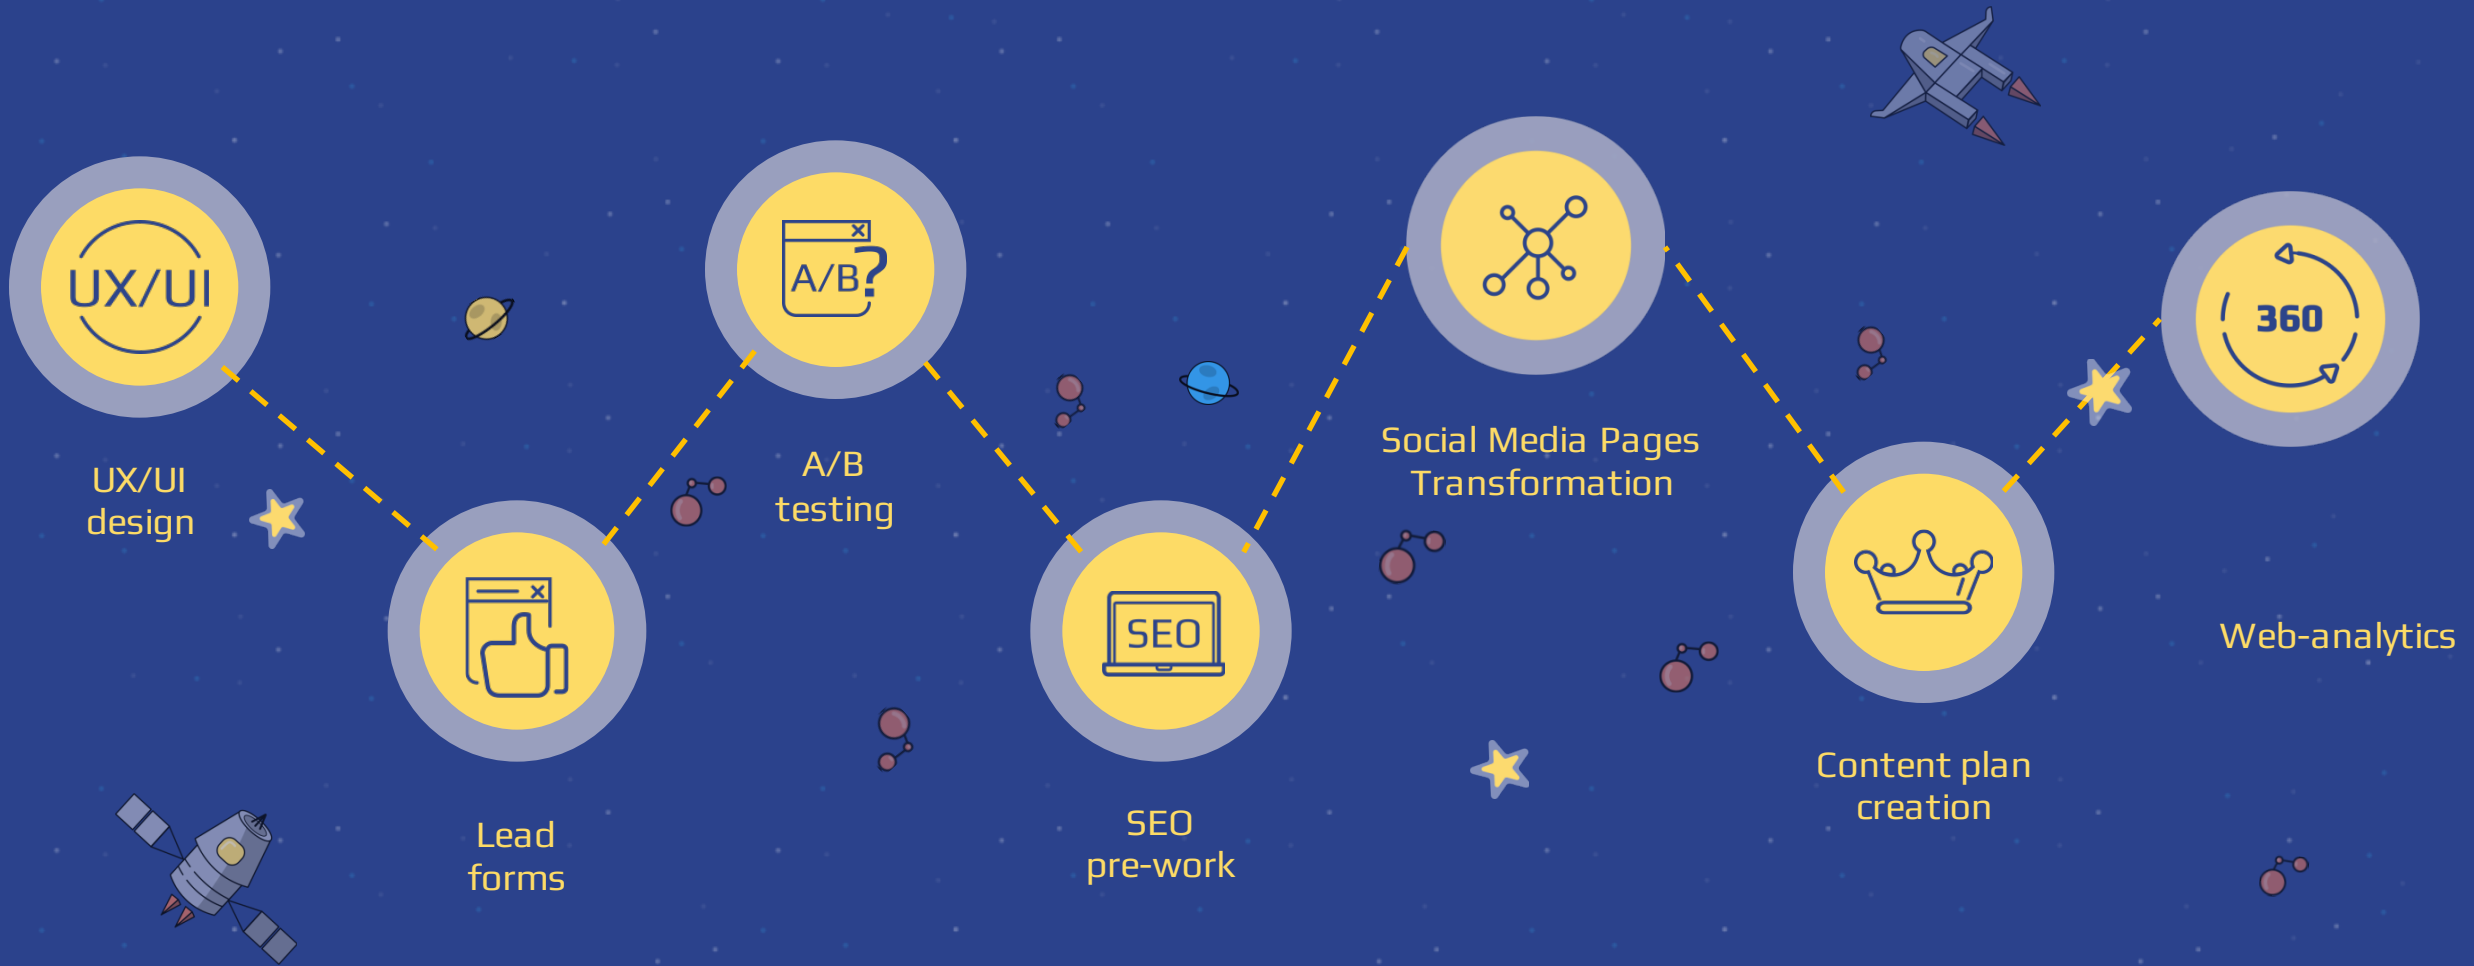 UX/UI
UX/UI
design
Lead
forms
A/B?
A/B
testing
SEO
SEO
pre-work
Social Media Pages
Transformation
Content plan
creation
360
Web-analytics